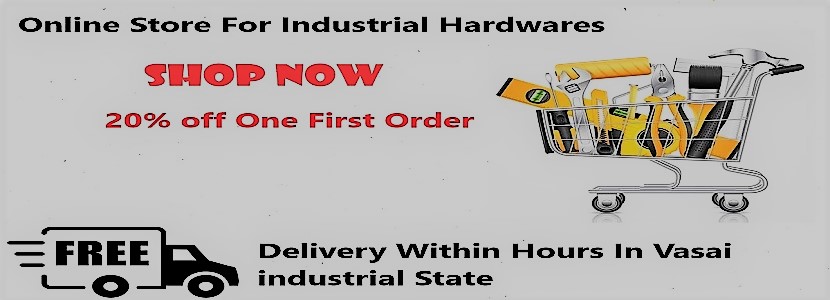 Online Store For Industrial Hardwares
SHOP NOW
20% off One First Order
FREE
Delivery Within Hours In Vasai
industrial State